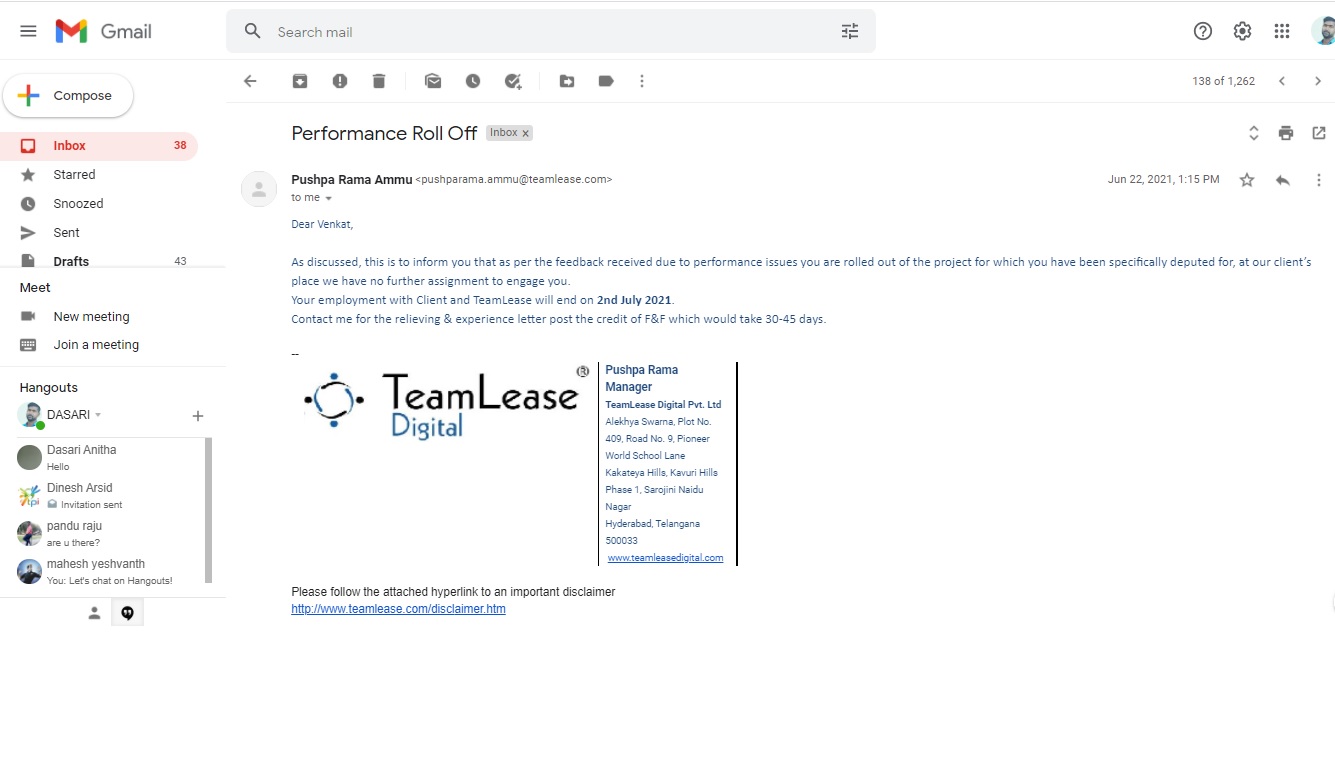 Gmail
Search mail
Compose
138 of 1,262
Inbox 38
Starred
Snoozed
Sent
Drafts 43
Meet
New meeting
Join a meeting
Hangouts
DASARI
Dasari Anitha
Hello
Dinesh Arsid
Invitation sent
pandu raju
are u there?
mahesh yeshvanth
You: Let's chat on Hangouts!
Performance Roll Off Inbox x
Pushpa Rama Ammu <pushparama.ammu@teamlease.com> Jun 22, 2021, 1:15 PM
to me
Dear Venkat,
As discussed, this is to inform you that as per the feedback received due to performance issues you are rolled out of the project for which you have been specifically deputed for, at our client's
place we have no further assignment to engage you.
Your employment with Client and TeamLease will end on 2nd July 2021.
Contact me for the relieving & experience letter post the credit of F&F which would take 30-45 days.
--
TeamLease ®
Digital
Pushpa Rama
Manager
TeamLease Digital Pvt. Ltd
Alekhya Swarna, Plot No.
409, Road No. 9, Pioneer
World School Lane
Kakateya Hills, Kavuri Hills
Phase 1, Sarojini Naidu
Nagar
Hyderabad, Telangana
500033
www.teamleasedigital.com
Please follow the attached hyperlink to an important disclaimer
http://www.teamlease.com/disclaimer.htm